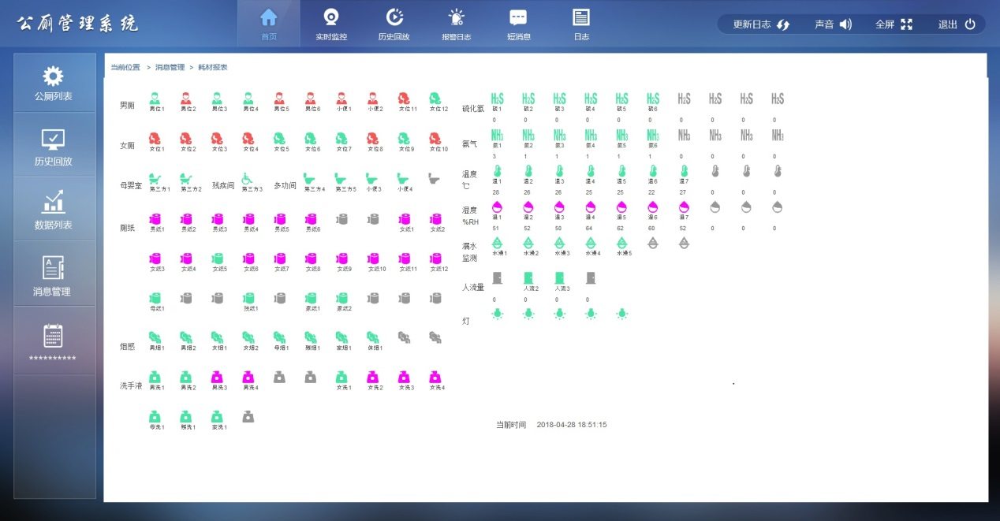 公厕管理系统
首页 实时监控 历史回放 报警日志 短消息 日志
更新日志 声音 全屏 退出
公厕列表
历史回放
数据列表
消息管理
**********
当前位置 > 消息管理 > 耗材报表
男厕 男位1 男位2 男位3 男位4 男位5 男位6 小便1 小便2 女位11 女位12
女厕 女位1 女位2 女位3 女位4 女位5 女位6 女位7 女位8 女位9 女位10
母婴室 第三方1 第三方2 残疾间 第三方3 多功间 第三方4 第三方5 小便3 小便4
厕纸 男纸1 男纸2 男纸3 男纸4 男纸5 男纸6 女纸1 女纸2
女纸3 女纸4 女纸5 女纸6 女纸7 女纸8 女纸9 女纸10 女纸11 女纸12
母纸1 残纸1 家纸1 家纸2
烟感 男烟1 男烟2 女烟1 女烟2 母烟1 残烟1 家烟1 休烟1
洗手液 男洗1 男洗2 男洗3 男洗4 女洗1 女洗2 女洗3 女洗4
母洗1 残洗1 家洗1
H₂S H₂S H₂S H₂S H₂S H₂S H₂S H₂S H₂S H₂S
硫化氢 硫1 硫2 硫3 硫4 硫5 硫6
0 0 0 0 0 0 0 0 0 0
NH₃ NH₃ NH₃ NH₃ NH₃ NH₃ NH₃ NH₃ NH₃ NH₃
氨气 氨1 氨2 氨3 氨4 氨5 氨6
3 1 1 1 1 1 0 0 0 0
温度 温1 温2 温3 温4 温5 温6 温7
℃ 28 26 26 25 25 22 27 0 0 0
湿度 湿1 湿2 湿3 湿4 湿5 湿6 湿7
%RH 51 52 50 64 62 60 52 0 0 0
漏水 水浸1 水浸2 水浸3 水浸4 水浸5
监测
人流量 人流2 人流3
0 0 0 0
灯
当前时间 2018-04-28 18:51:15